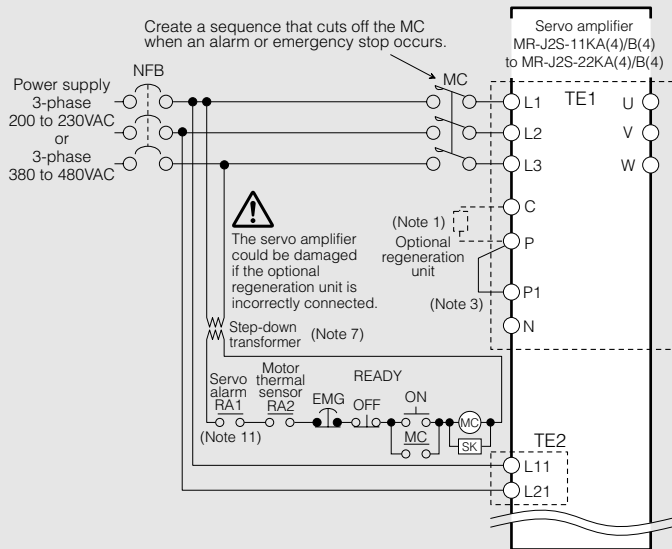 Create a sequence that cuts off the MC
when an alarm or emergency stop occurs.
Servo amplifier
MR-J2S-11KA(4)/B(4)
to MR-J2S-22KA(4)/B(4)
NFB
MC
Power supply
3-phase
200 to 230VAC
or
3-phase
380 to 480VAC
TE1
L1
U
L2
V
L3
W
C
(Note 1)
Optional
regeneration
unit
P
(Note 3)
P1
N
The servo amplifier
could be damaged
if the optional
regeneration unit is
incorrectly connected.
Step-down
transformer
(Note 7)
Servo
alarm
RA1
(Note 11)
Motor
thermal
sensor
RA2
EMG
READY
OFF
ON
MC
MC
SK
TE2
L11
L21